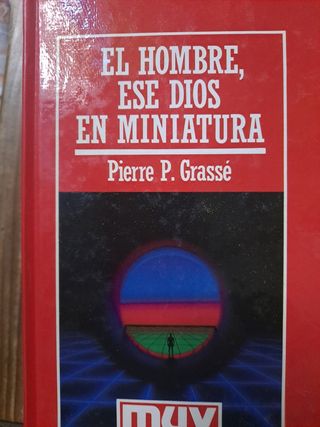 EL HOMBRE,
ESE DIOS
EN MINIATURA
Pierre P. Grassé
MUY